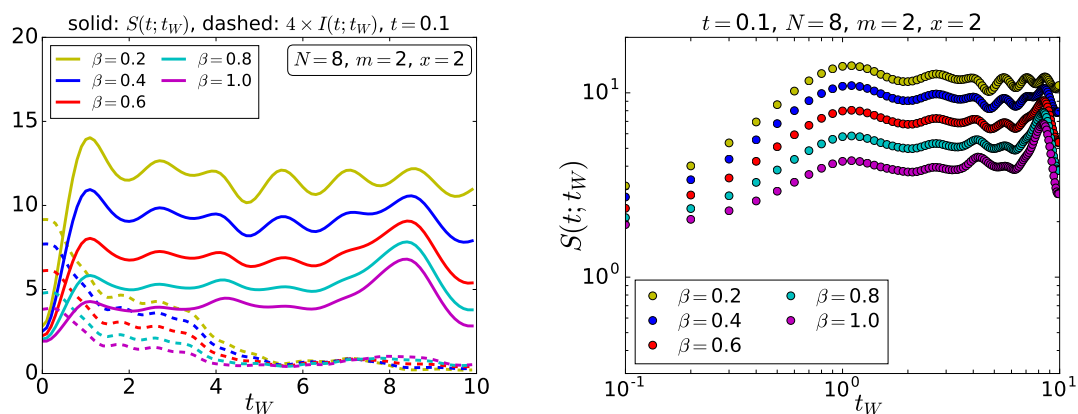 solid: S(t; t_W), dashed: 4 × I(t; t_W), t = 0.1
20
15
10
5
0
β = 0.2
β = 0.4
β = 0.6
β = 0.8
β = 1.0
N = 8, m = 2, x = 2
0 2 4 6 8 10
t_W
t = 0.1, N = 8, m = 2, x = 2
S(t; t_W)
10^1
10^0
β = 0.2
β = 0.4
β = 0.6
β = 0.8
β = 1.0
10^-1 10^0 10^1
t_W